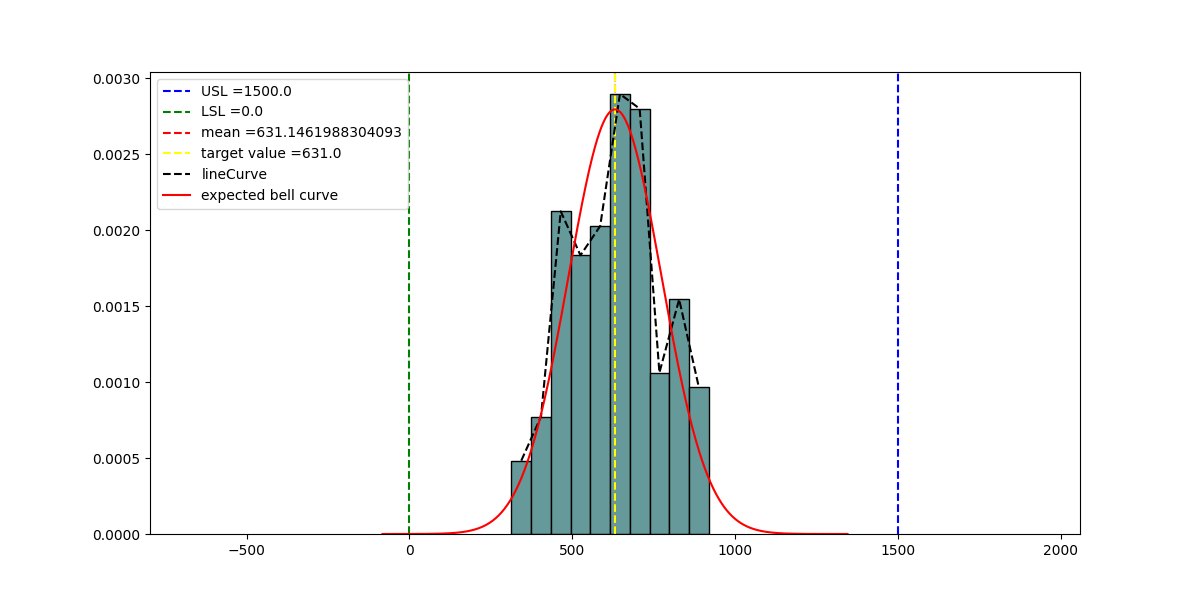 0.0030
0.0025
0.0020
0.0015
0.0010
0.0005
0.0000
USL =1500.0
LSL =0.0
mean =631.1461988304093
target value =631.0
lineCurve
expected bell curve
−500 0 500 1000 1500 2000